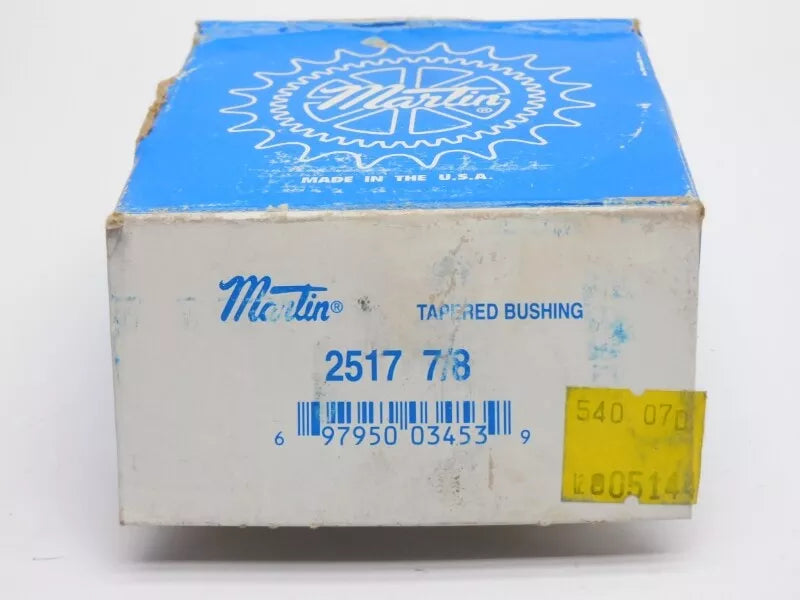 Martin®
MADE IN THE U.S.A.
Martin®
TAPERED BUSHING
2517 7/8
6 97950 03453 9
540 07D